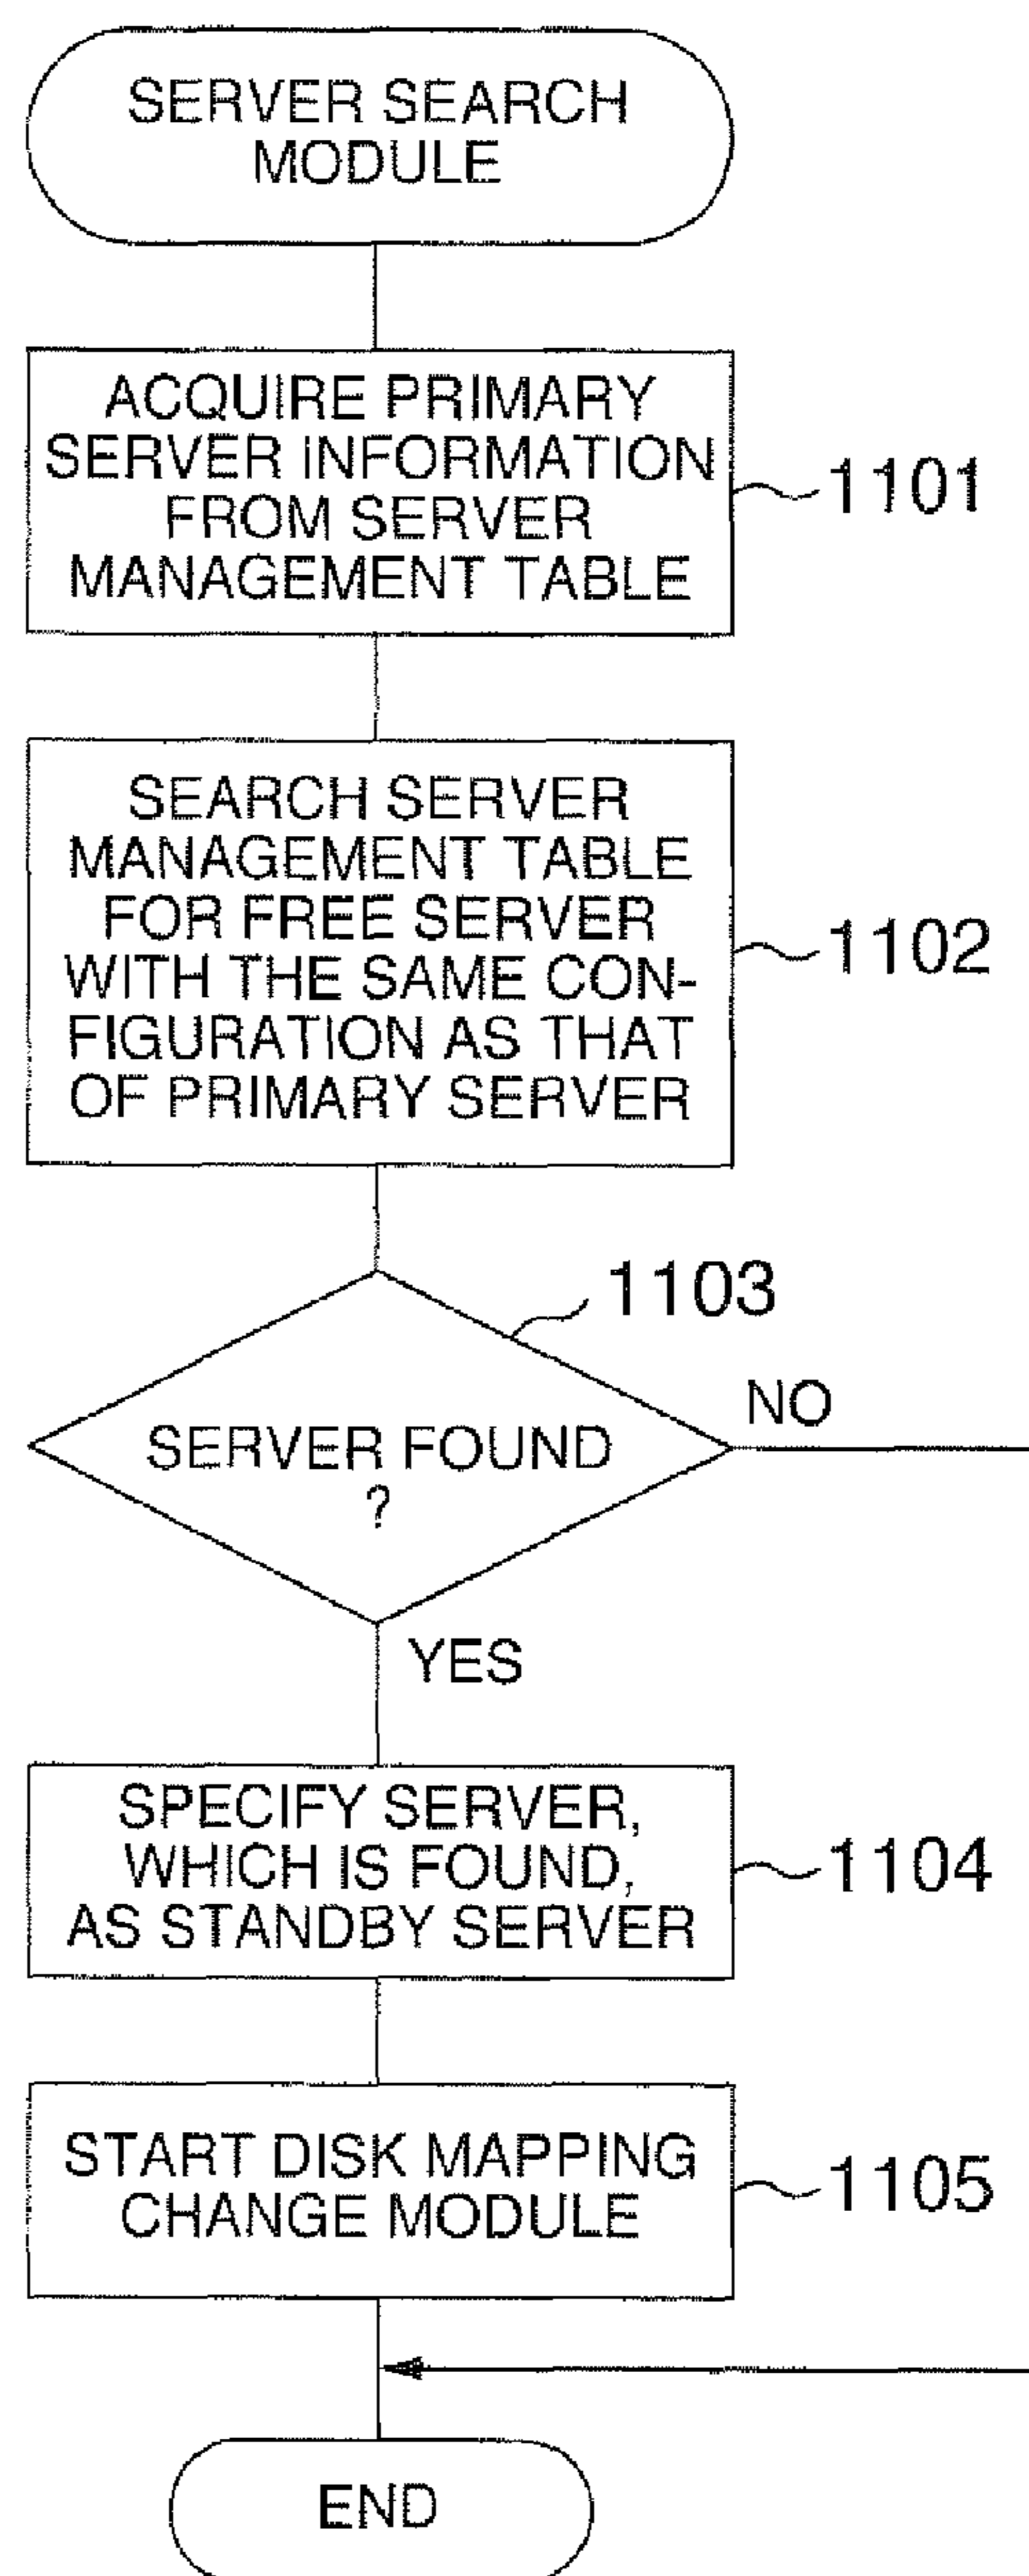 SERVER SEARCH
MODULE
ACQUIRE PRIMARY
SERVER INFORMATION
FROM SERVER
MANAGEMENT TABLE
1101
SEARCH SERVER
MANAGEMENT TABLE
FOR FREE SERVER
WITH THE SAME CON-
FIGURATION AS THAT
OF PRIMARY SERVER
1102
1103
SERVER FOUND
?
NO
YES
SPECIFY SERVER,
WHICH IS FOUND,
AS STANDBY SERVER
1104
START DISK MAPPING
CHANGE MODULE
1105
END